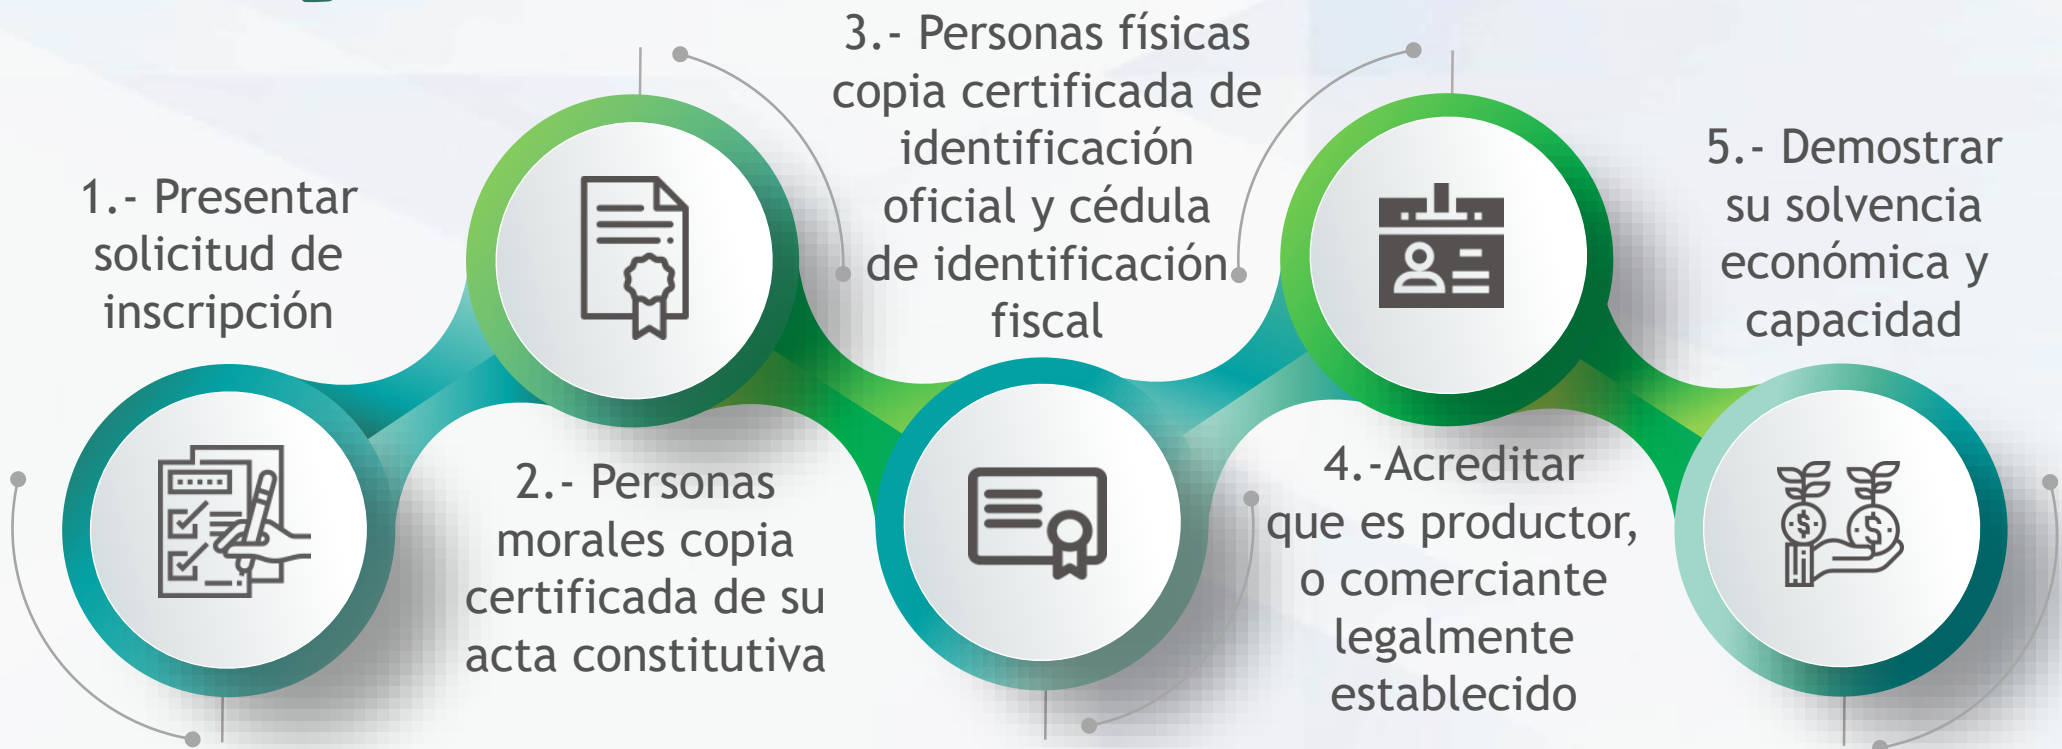 1.- Presentar
solicitud de
inscripción
2.- Personas
morales copia
certificada de su
acta constitutiva
3.- Personas físicas
copia certificada de
identificación
oficial y cédula
de identificación
fiscal
4.-Acreditar
que es productor,
o comerciante
legalmente
establecido
5.- Demostrar
su solvencia
económica y
capacidad